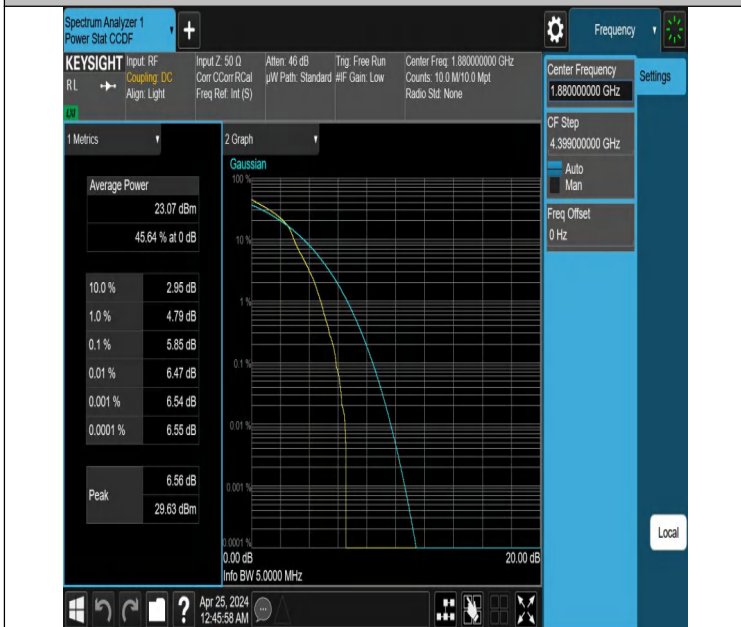 Spectrum Analyzer 1
Power Stat CCDF
+
Frequency
KEYSIGHT
RL
LXI
Input: RF
Coupling: DC
Align: Light
Input Z: 50 Ω
Corr CCorr RCal
Freq Ref: Int (S)
Atten: 46 dB
µW Path: Standard
Trig: Free Run
#IF Gain: Low
Center Freq: 1.880000000 GHz
Counts: 10.0 M/10.0 Mpt
Radio Std: None
Center Frequency
1.880000000 GHz
Settings
CF Step
4.399000000 GHz
Auto
Man
Freq Offset
0 Hz
1 Metrics
Average Power
23.07 dBm
45.64 % at 0 dB
10.0 % 2.95 dB
1.0 % 4.79 dB
0.1 % 5.85 dB
0.01 % 6.47 dB
0.001 % 6.54 dB
0.0001 % 6.55 dB
Peak
6.56 dB
29.63 dBm
2 Graph
Gaussian
100 %
10 %
1 %
0.1 %
0.01 %
0.001 %
0.0001 %
0.00 dB 20.00 dB
Info BW 5.0000 MHz
Local
?
Apr 25, 2024
12:45:58 AM